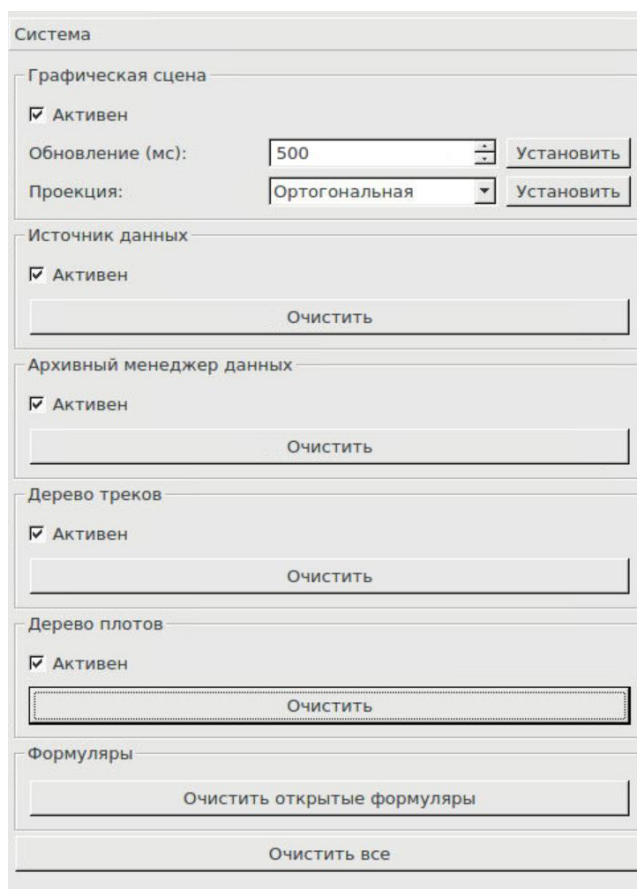 Система
Графическая сцена
Активен
Обновление (мс): 500 Установить
Проекция: Ортогональная Установить
Источник данных
Активен
Очистить
Архивный менеджер данных
Активен
Очистить
Дерево треков
Активен
Очистить
Дерево плотов
Активен
Очистить
Формуляры
Очистить открытые формуляры
Очистить все